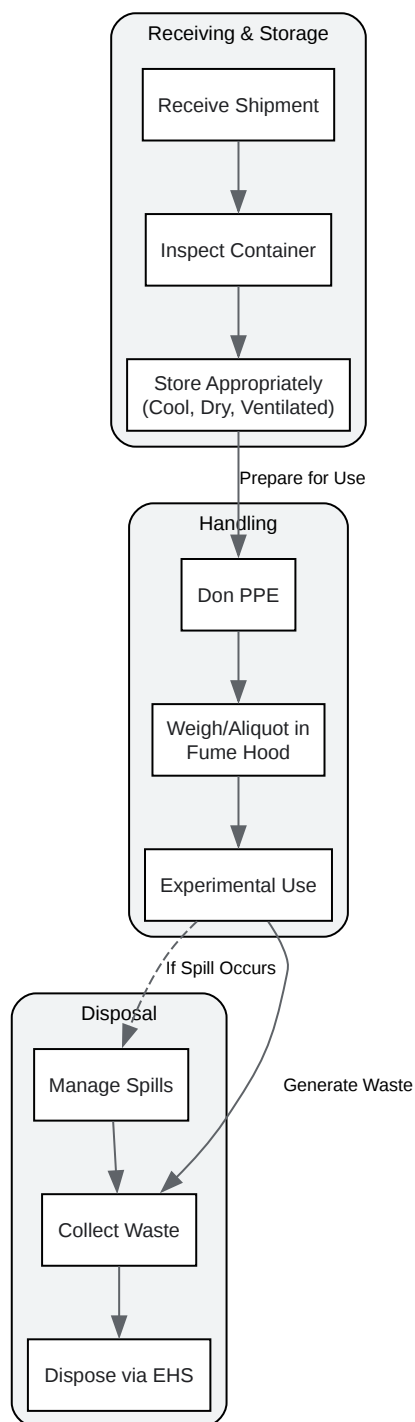 Receiving & Storage
Receive Shipment
Inspect Container
Store Appropriately
(Cool, Dry, Ventilated)
Prepare for Use
Handling
Don PPE
Weigh/Aliquot in
Fume Hood
Experimental Use
If Spill Occurs
Disposal
Manage Spills
Generate Waste
Collect Waste
Dispose via EHS